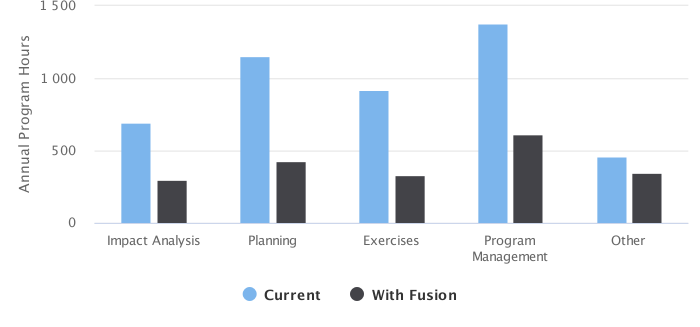 1 500
1 000
500
0
Annual Program Hours
Impact Analysis
Planning
Exercises
Program
Management
Other
Current
With Fusion